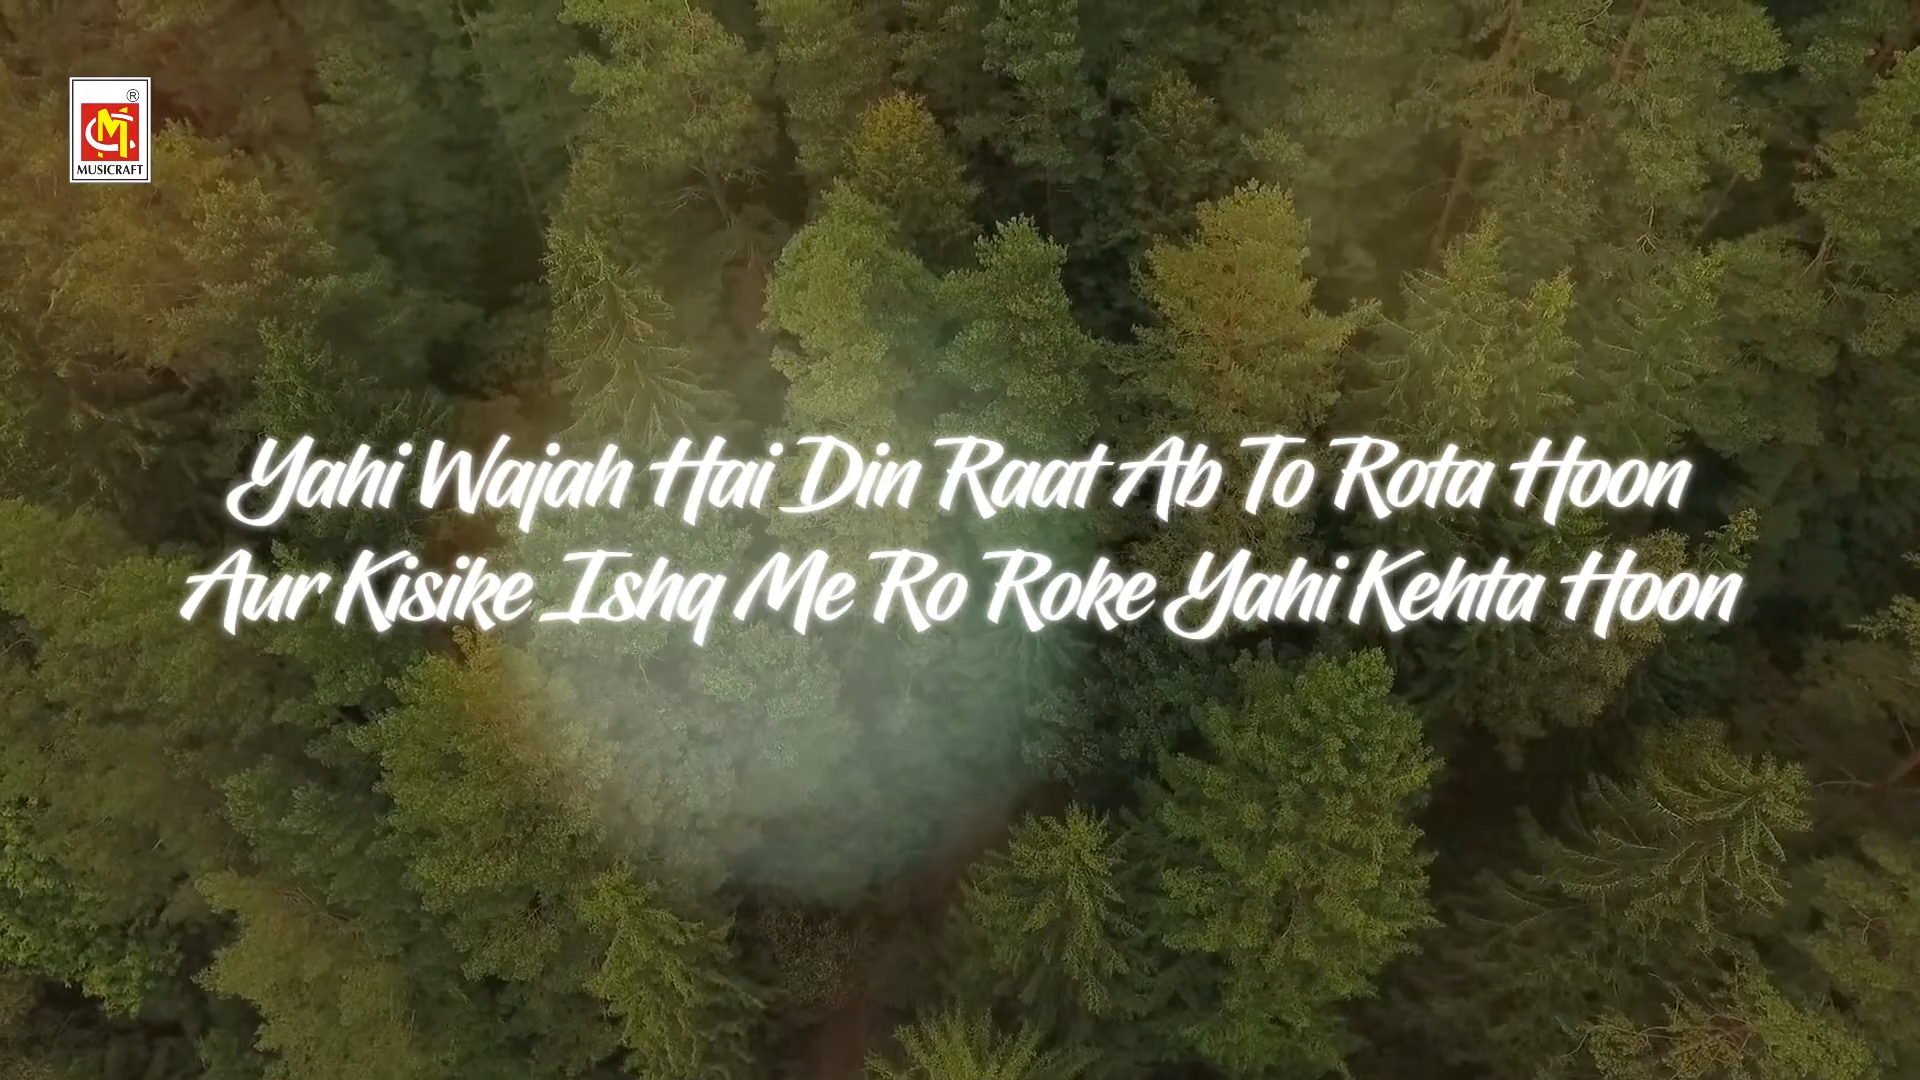 ®
MUSICRAFT
Yahi Wajah Hai Din Raat Ab To Rota Hoon
Aur Kisike Ishq Me Ro Roke Yahi Kehta Hoon